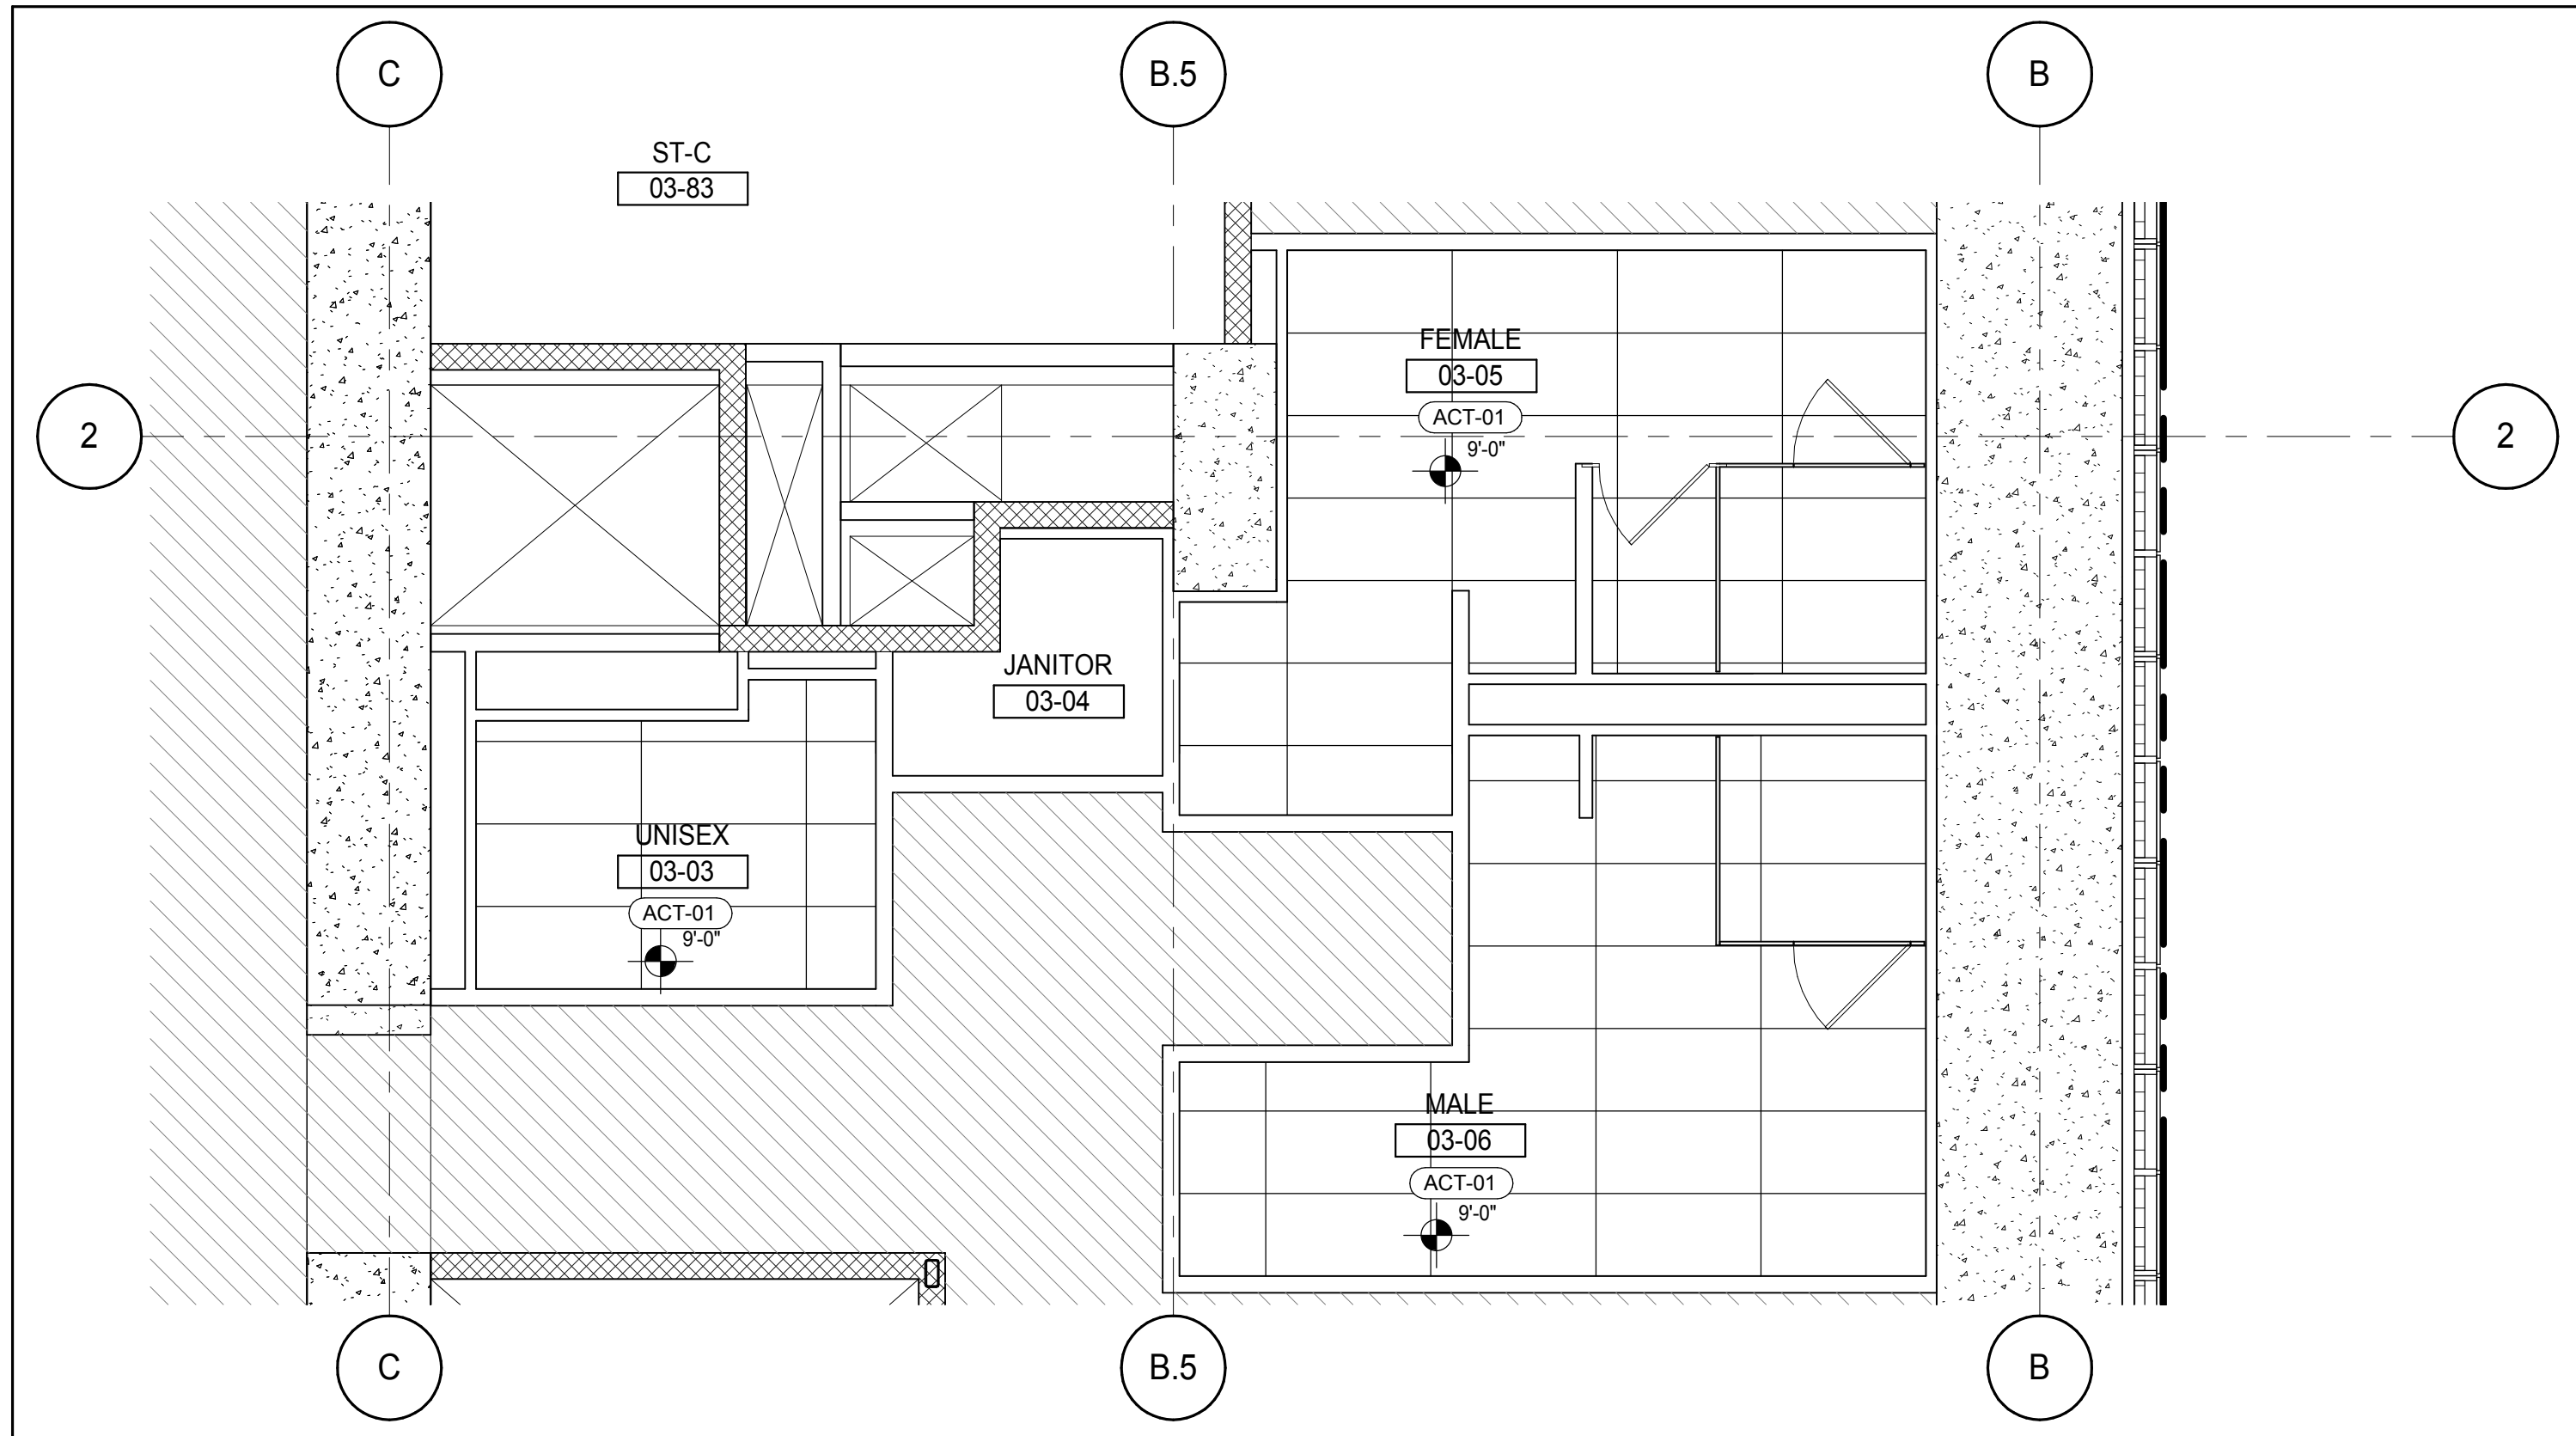 C
B.5
B
ST-C
03-83
FEMALE
03-05
ACT-01
9'-0"
2
2
JANITOR
03-04
UNISEX
03-03
ACT-01
9'-0"
MALE
03-06
ACT-01
9'-0"
C
B.5
B